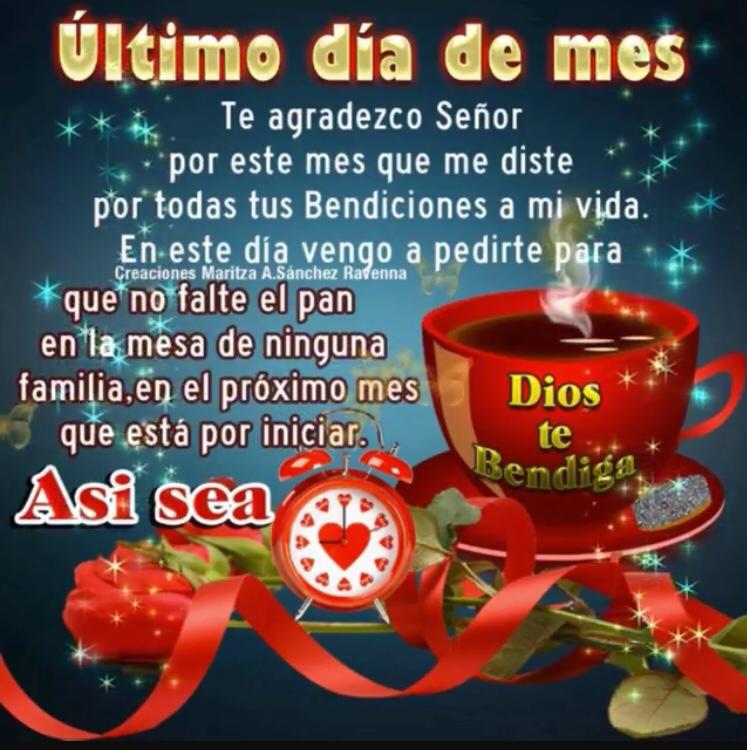 Último día de mes
Te agradezco Señor
por este mes que me diste
por todas tus Bendiciones a mi vida.
En este día vengo a pedirte para
Creaciones Maritza A.Sánchez Ravenna
que no falte el pan
en la mesa de ninguna
familia,en el próximo mes
que está por iniciar.
Asi sea
Dios
te
Bendiga